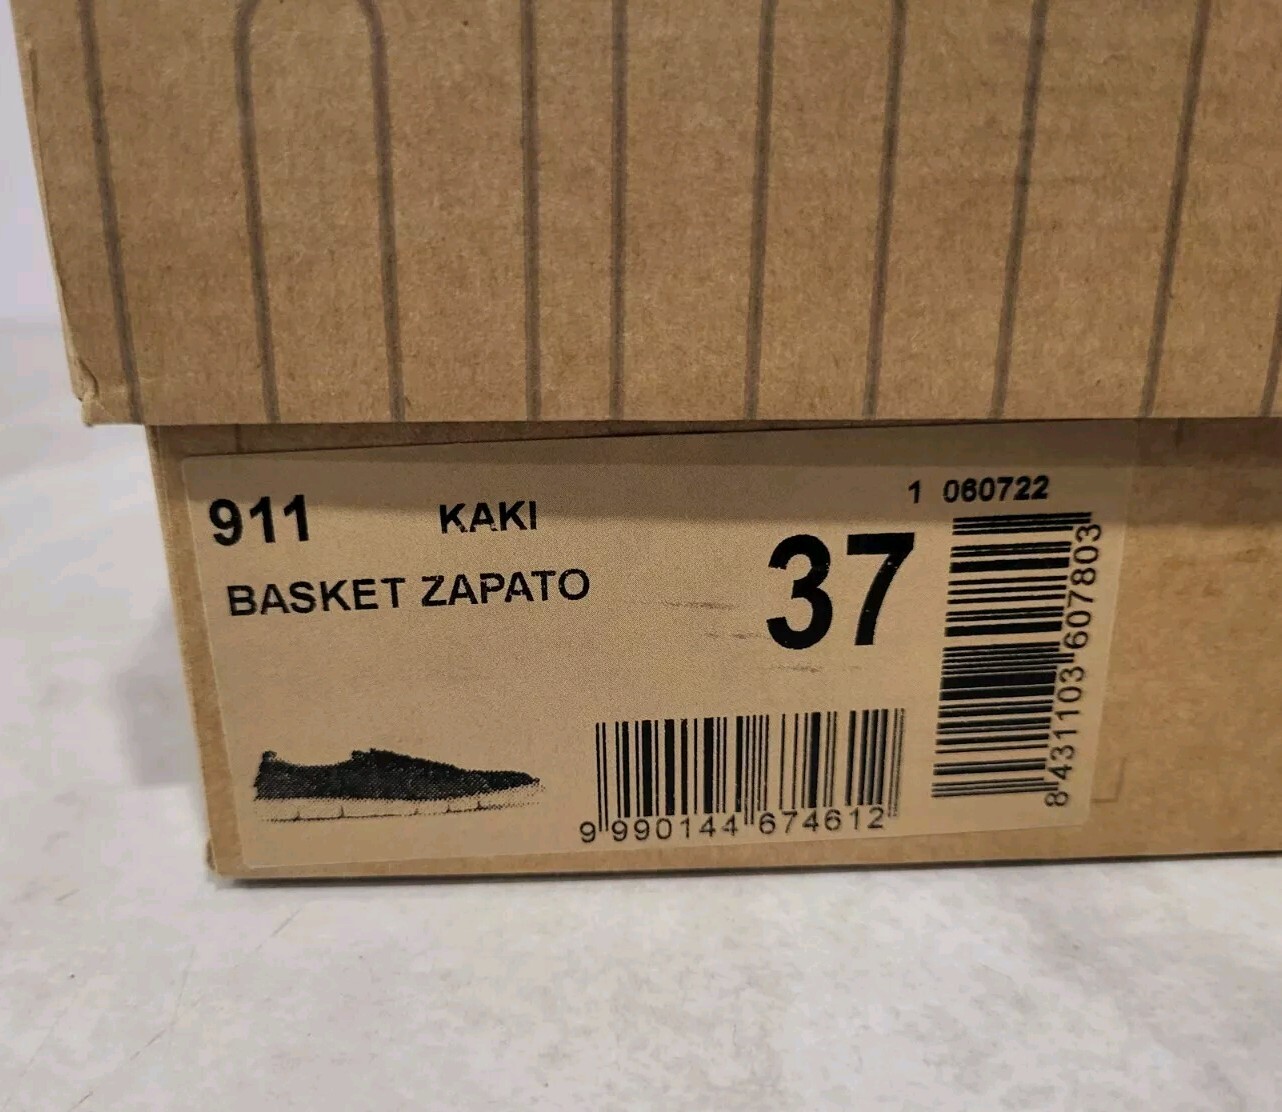 911 KAKI
1 060722
BASKET ZAPATO
37
8 431103 607803
9 990144 674612